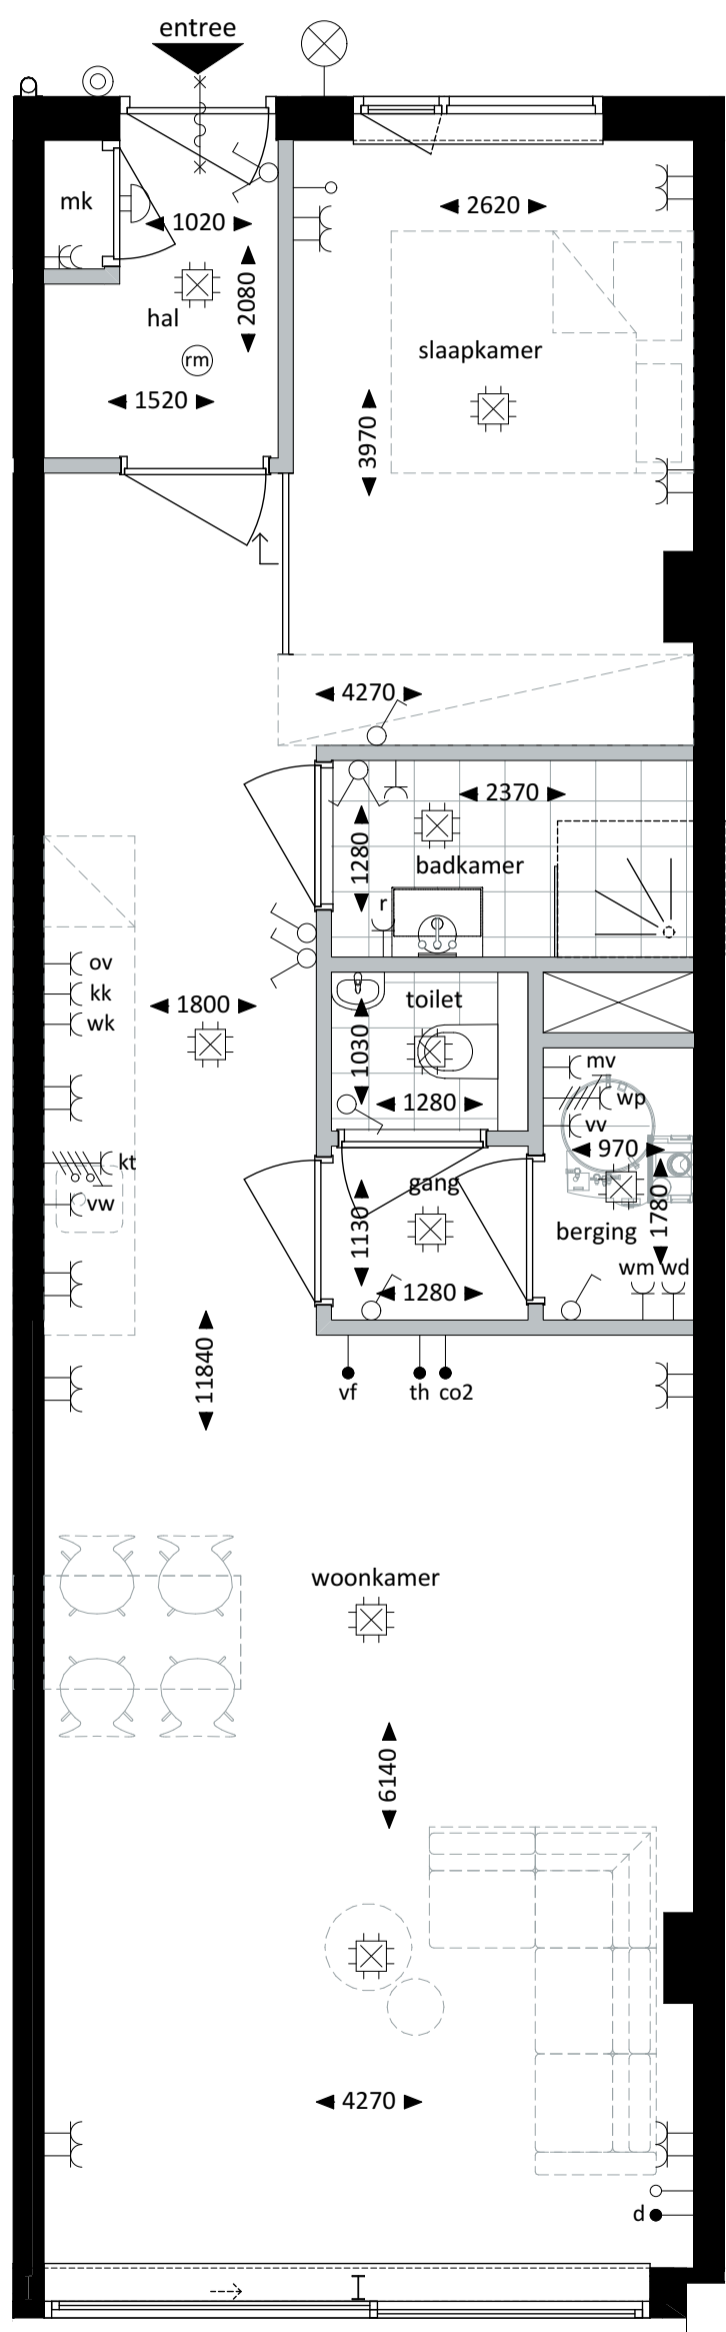 entree
mk
1020
2620
2080
hal
rm
slaapkamer
1520
3970
4270
2370
1280
badkamer
r
ov
kk
wk
1800
toilet
1030
1280
mv
wp
vv
970
kt
vw
gang
1130
1780
berging
wm wd
1280
11840
vf
th
co2
woonkamer
6140
4270
d